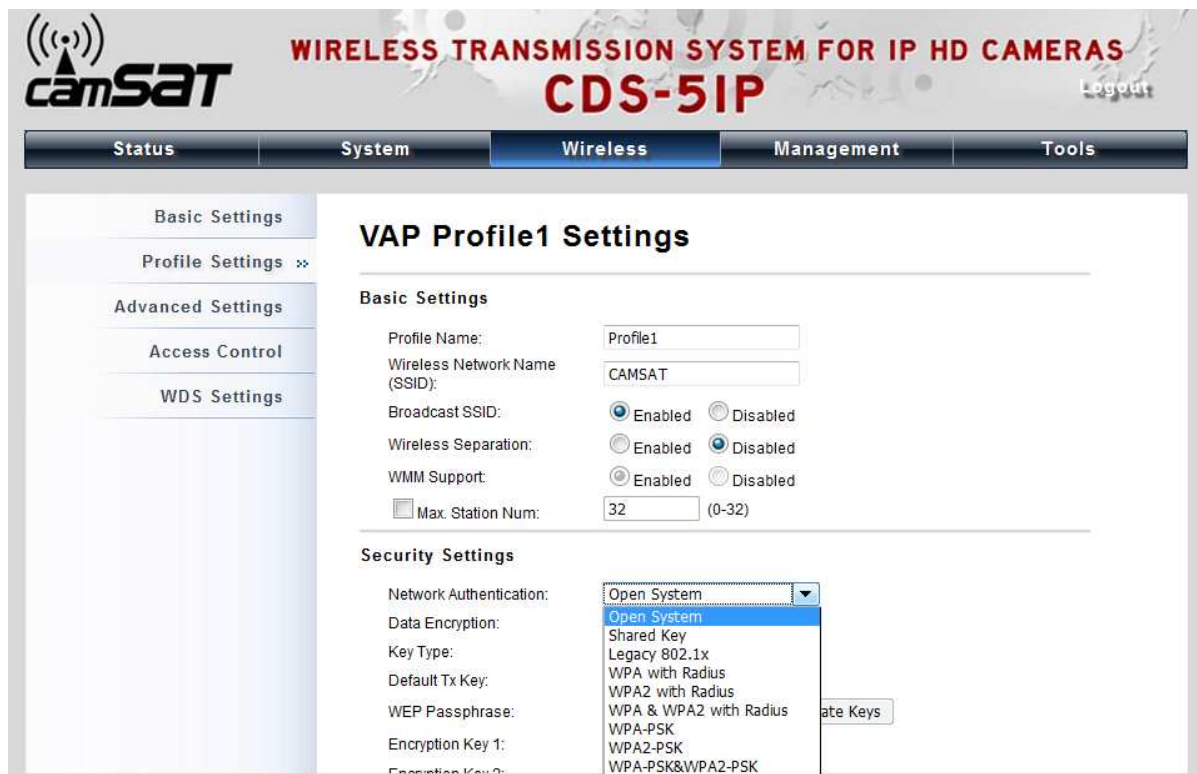 camSAT
WIRELESS TRANSMISSION SYSTEM FOR IP HD CAMERAS
CDS-5IP
Logout
Status System Wireless Management Tools
Basic Settings
Profile Settings »
Advanced Settings
Access Control
WDS Settings
VAP Profile1 Settings
Basic Settings
Profile Name: Profile1
Wireless Network Name
(SSID): CAMSAT
Broadcast SSID: Enabled Disabled
Wireless Separation: Enabled Disabled
WMM Support: Enabled Disabled
Max. Station Num: 32 (0-32)
Security Settings
Network Authentication: Open System
Data Encryption: Open System
Shared Key
Key Type: Legacy 802.1x
Default Tx Key: WPA with Radius
WPA2 with Radius
WEP Passphrase: WPA & WPA2 with Radius ate Keys
WPA-PSK
Encryption Key 1: WPA2-PSK
Encryption Key 2: WPA-PSK&WPA2-PSK